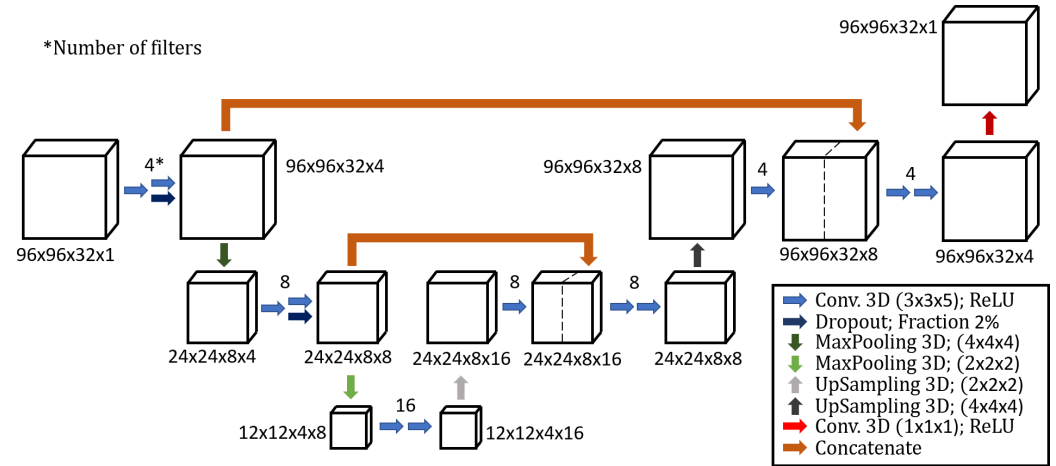 96x96x32x1
*Number of filters
4*
96x96x32x4
96x96x32x8
4
4
96x96x32x1
96x96x32x8
96x96x32x4
8
8
8
24x24x8x4
24x24x8x8
24x24x8x16
24x24x8x16
24x24x8x8
16
12x12x4x8
12x12x4x16
Conv. 3D (3x3x5); ReLU
Dropout; Fraction 2%
MaxPooling 3D; (4x4x4)
MaxPooling 3D; (2x2x2)
UpSampling 3D; (2x2x2)
UpSampling 3D; (4x4x4)
Conv. 3D (1x1x1); ReLU
Concatenate